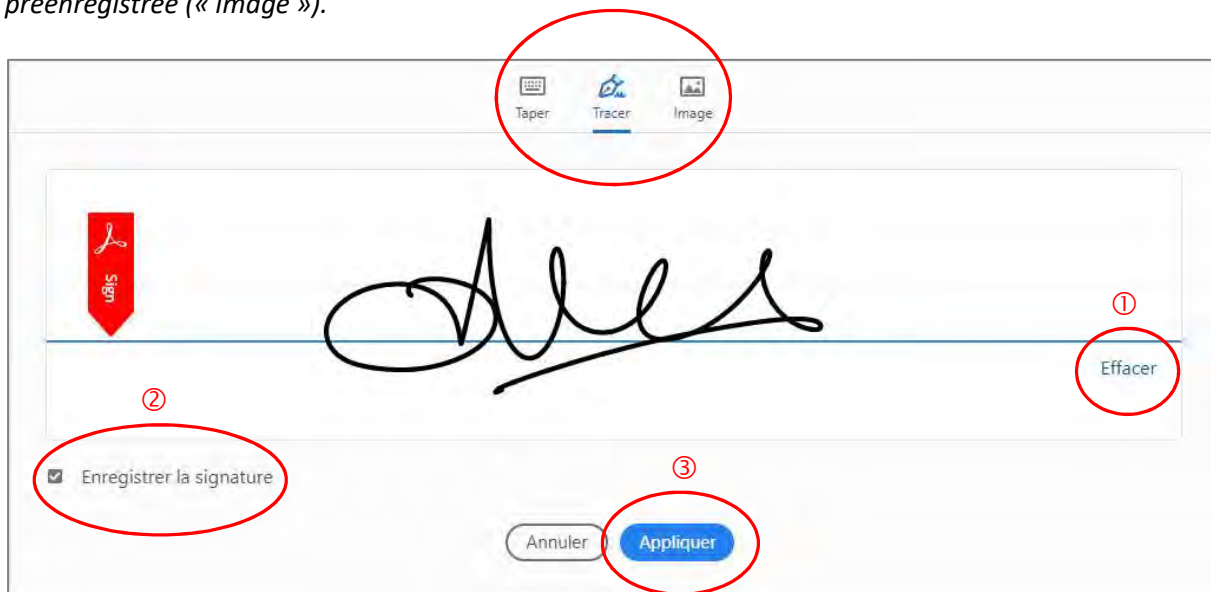 préenregistrée (« Image »).
Taper Tracer Image
Sign
①
Effacer
②
Enregistrer la signature
③
Annuler Appliquer